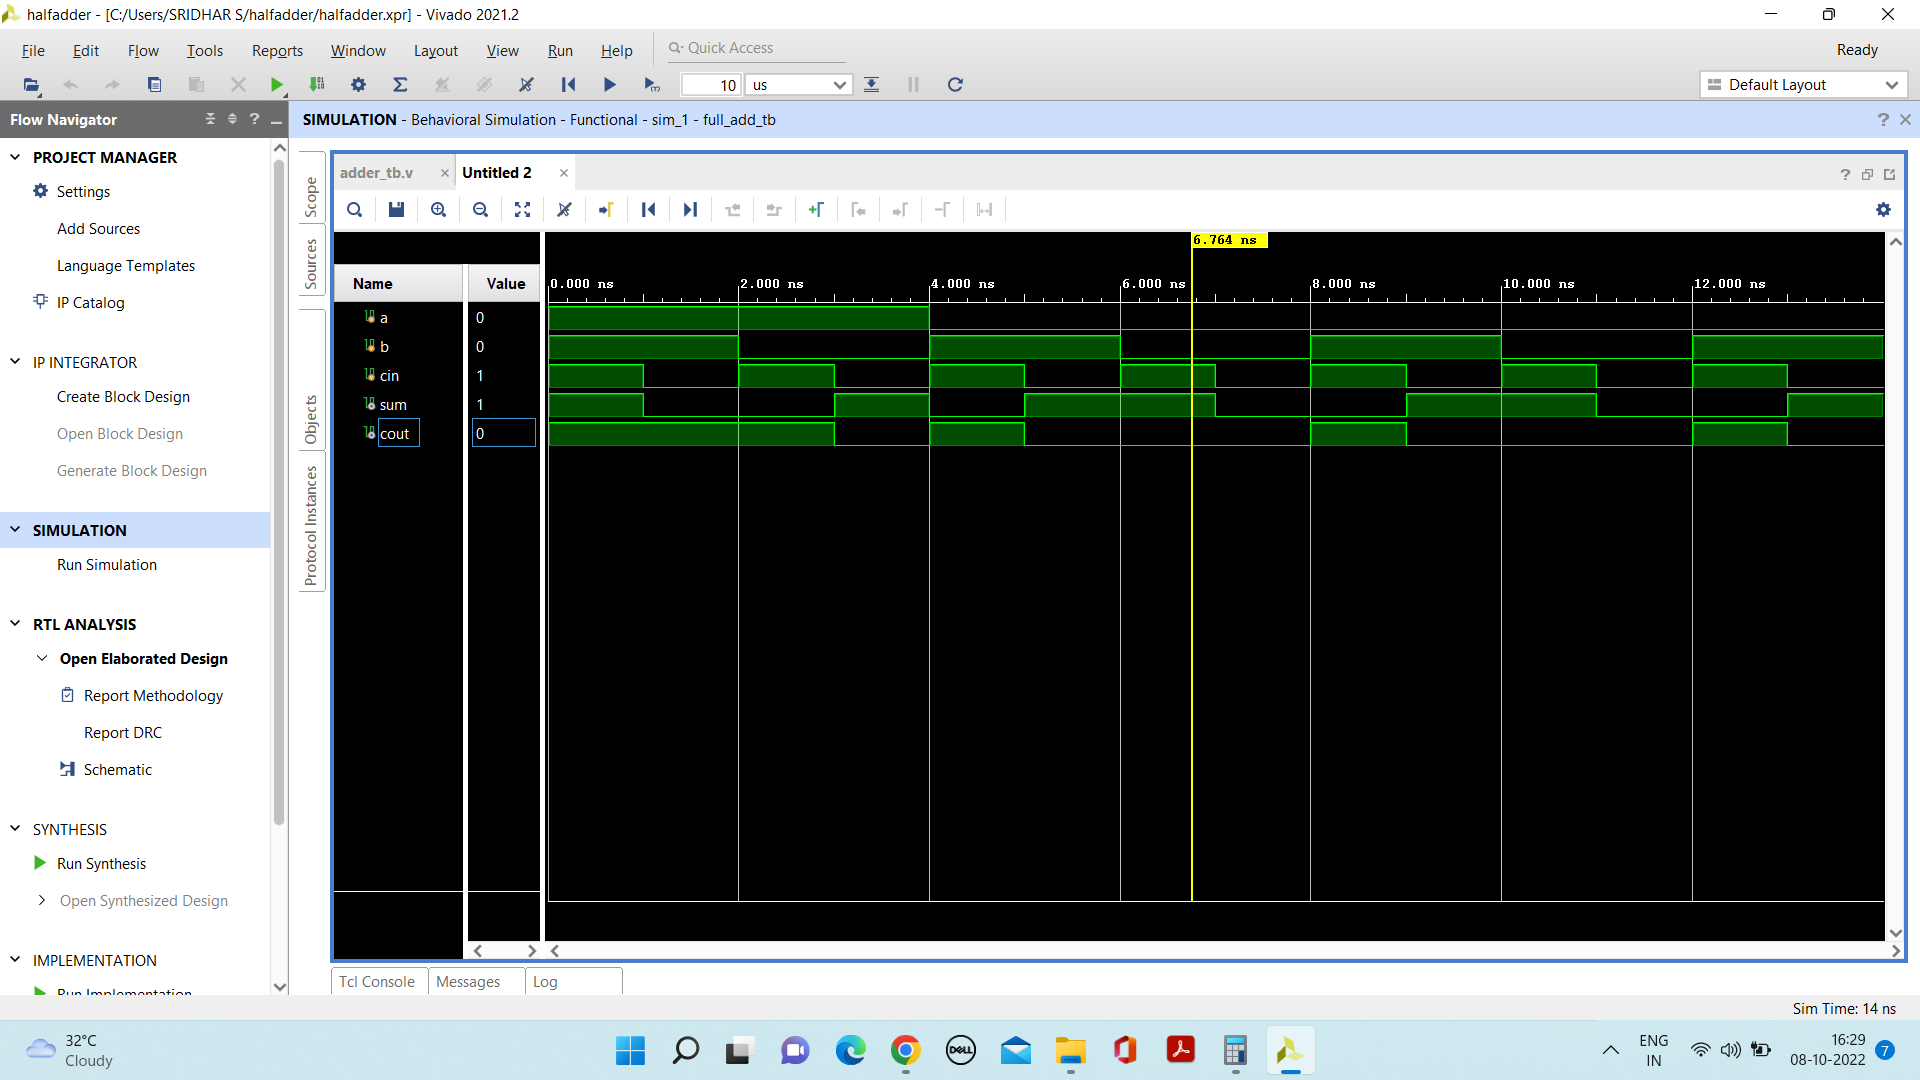 halfadder - [C:/Users/SRIDHAR S/halfadder/halfadder.xpr] - Vivado 2021.2
File Edit Flow Tools Reports Window Layout View Run Help Quick Access Ready
10 us Default Layout
Flow Navigator
SIMULATION - Behavioral Simulation - Functional - sim_1 - full_add_tb
PROJECT MANAGER
Settings
Add Sources
Language Templates
IP Catalog
IP INTEGRATOR
Create Block Design
Open Block Design
Generate Block Design
SIMULATION
Run Simulation
RTL ANALYSIS
Open Elaborated Design
Report Methodology
Report DRC
Schematic
SYNTHESIS
Run Synthesis
Open Synthesized Design
IMPLEMENTATION
Run Implementation
Scope
Sources
Objects
Protocol Instances
adder_tb.v Untitled 2
6.764 ns
Name Value 0.000 ns 2.000 ns 4.000 ns 6.000 ns 8.000 ns 10.000 ns 12.000 ns
a 0
b 0
cin 1
sum 1
cout 0
Tcl Console Messages Log
Sim Time: 14 ns
32°C
Cloudy
DELL
ENG
IN
16:29
08-10-2022
7